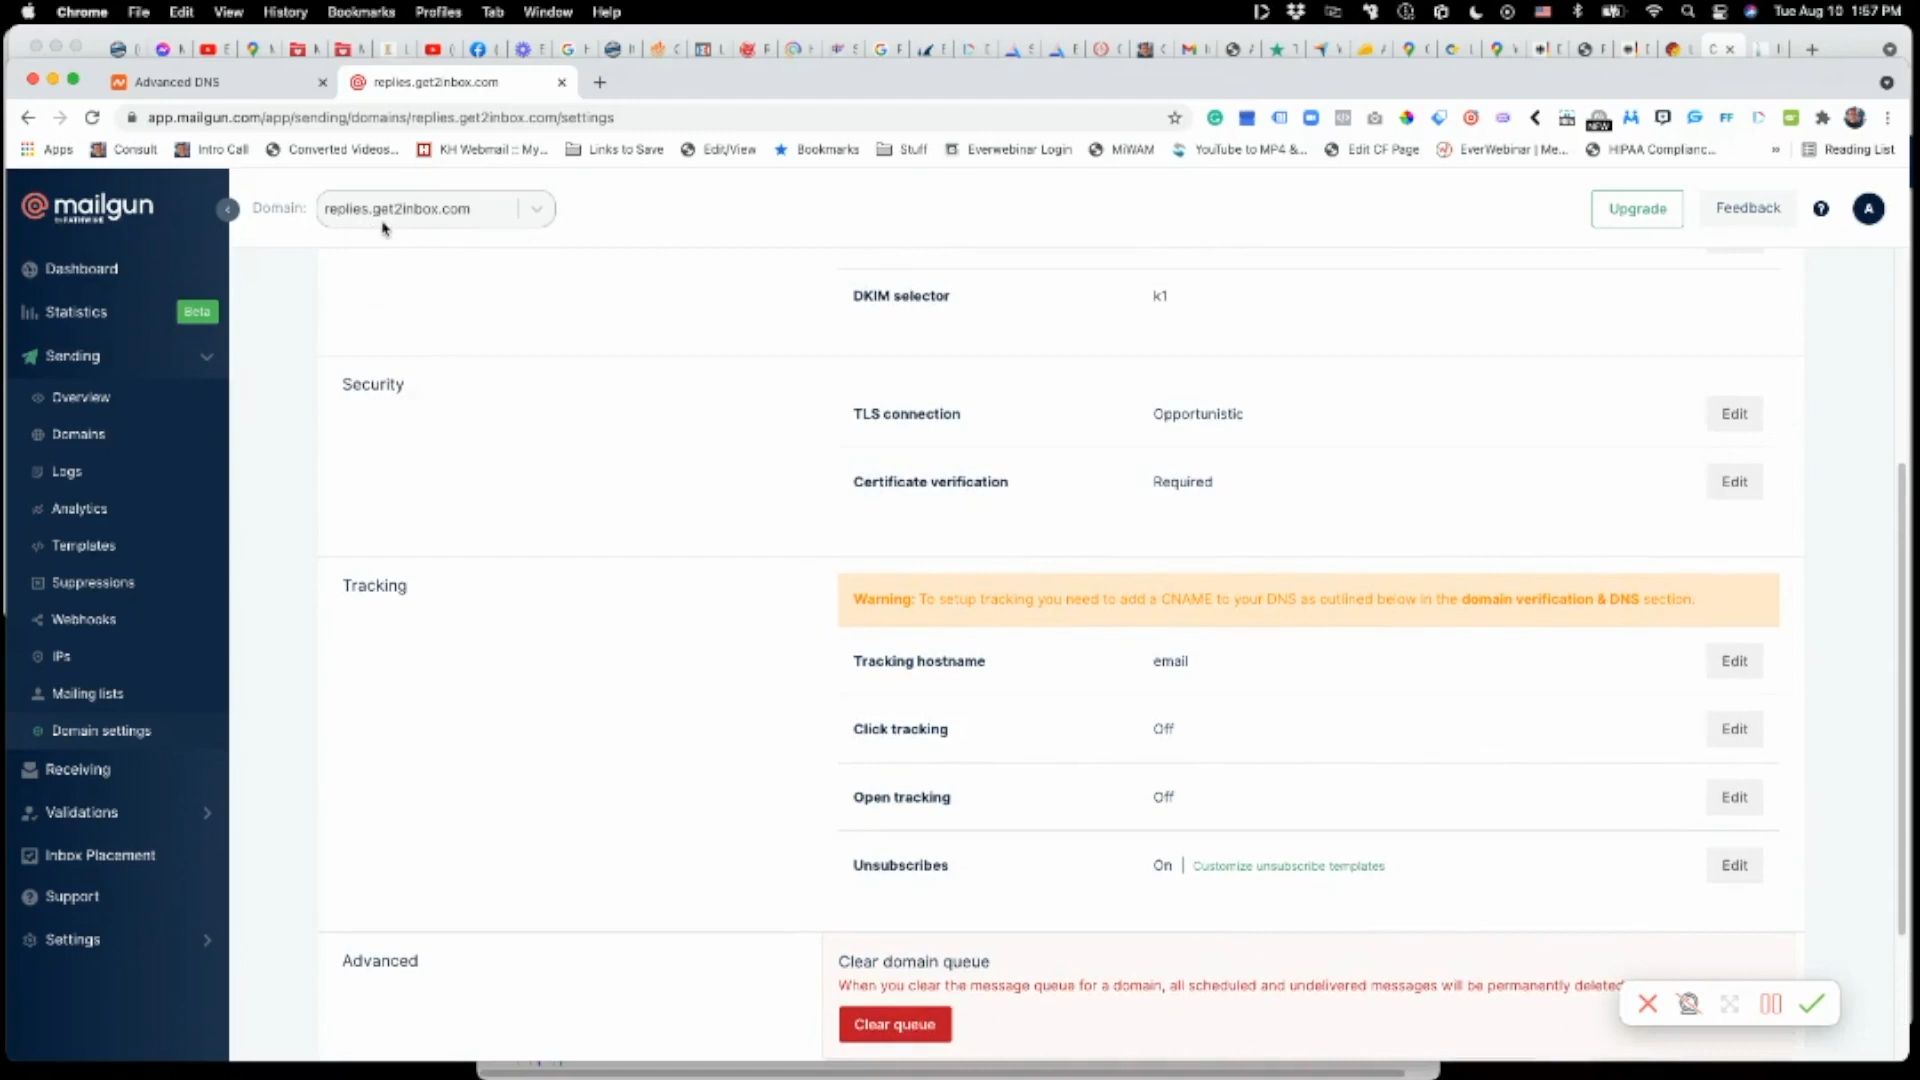 Chrome File Edit View History Bookmarks Profiles Tab Window Help Tue Aug 10 1:57 PM
Advanced DNS replies.get2inbox.com
app.mailgun.com/app/sending/domains/replies.get2inbox.com/settings
Apps Consult Intro Call Converted Videos... KH Webmail :: My... Links to Save Edit/View Bookmarks Stuff Everwebinar Login MiWAM YouTube to MP4 &... Edit CF Page EverWebinar | Me... HIPAA Complianc... » Reading List
mailgun
Domain: replies.get2inbox.com Upgrade Feedback A
Dashboard
Statistics Beta
Sending
Overview
Domains
Logs
Analytics
Templates
Suppressions
Webhooks
IPs
Mailing lists
Domain settings
Receiving
Validations
Inbox Placement
Support
Settings
DKIM selector k1
Security
TLS connection Opportunistic Edit
Certificate verification Required Edit
Tracking
Warning: To setup tracking you need to add a CNAME to your DNS as outlined below in the domain verification & DNS section.
Tracking hostname email Edit
Click tracking Off Edit
Open tracking Off Edit
Unsubscribes On | Customize unsubscribe templates Edit
Advanced
Clear domain queue
When you clear the message queue for a domain, all scheduled and undelivered messages will be permanently deleted
Clear queue